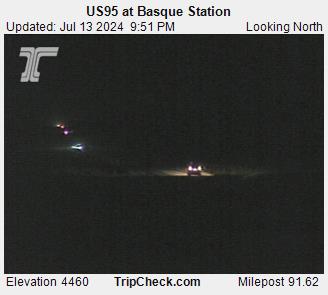 US95 at Basque Station
Updated: Jul 13 2024 9:51 PM Looking North
Elevation 4460 TripCheck.com Milepost 91.62